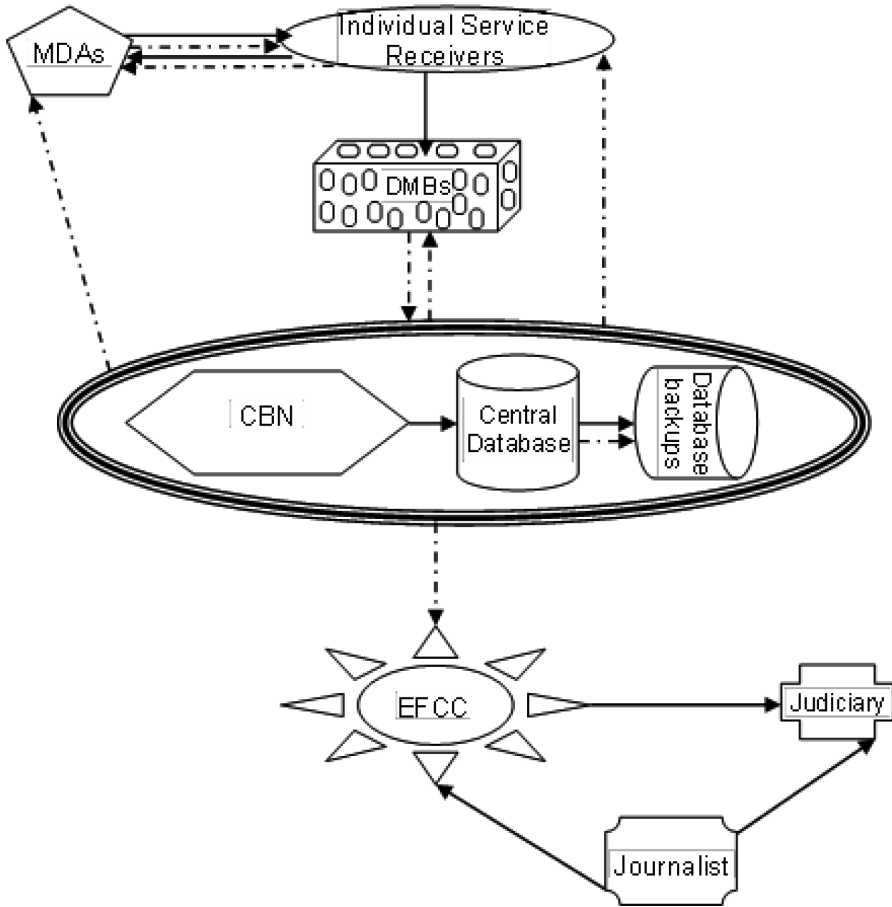 MDAs
Individual Service
Receivers
DMBs
CBN
Central
Database
Database
backups
EFCC
Judiciary
Journalist